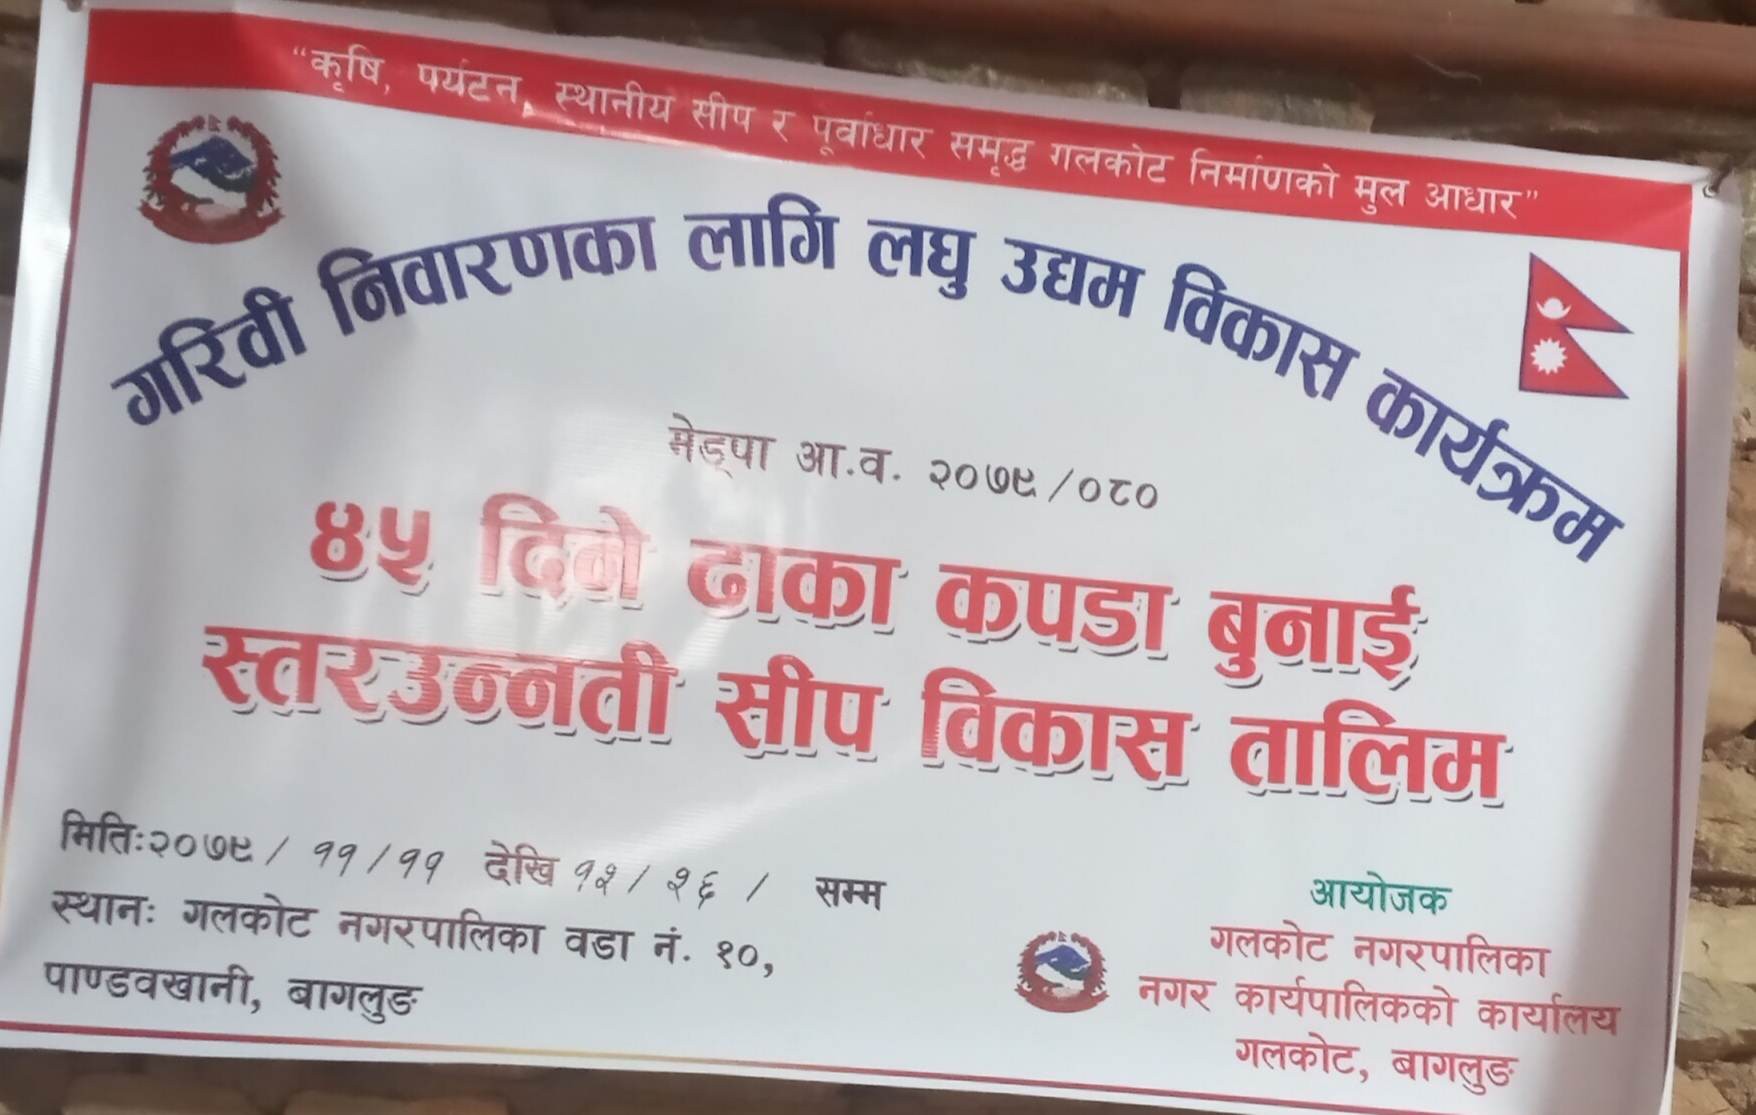 “कृषि, पर्यटन, स्थानीय सीप र पूर्वाधार समृद्ध गलकोट निर्माणको मुल आधार”
गरिवी निवारणका लागि लघु उद्यम विकास कार्यक्रम
मेड्पा आ.व. २०७९/०८०
४५ दिने ढाका कपडा बुनाई
स्तरउन्नती सीप विकास तालिम
मितिः२०७९/ ११/११ देखि १२/२६ / सम्म
स्थानः गलकोट नगरपालिका वडा नं. १०,
पाण्डवखानी, बागलुङ
आयोजक
गलकोट नगरपालिका
नगर कार्यपालिकको कार्यालय
गलकोट, बागलुङ